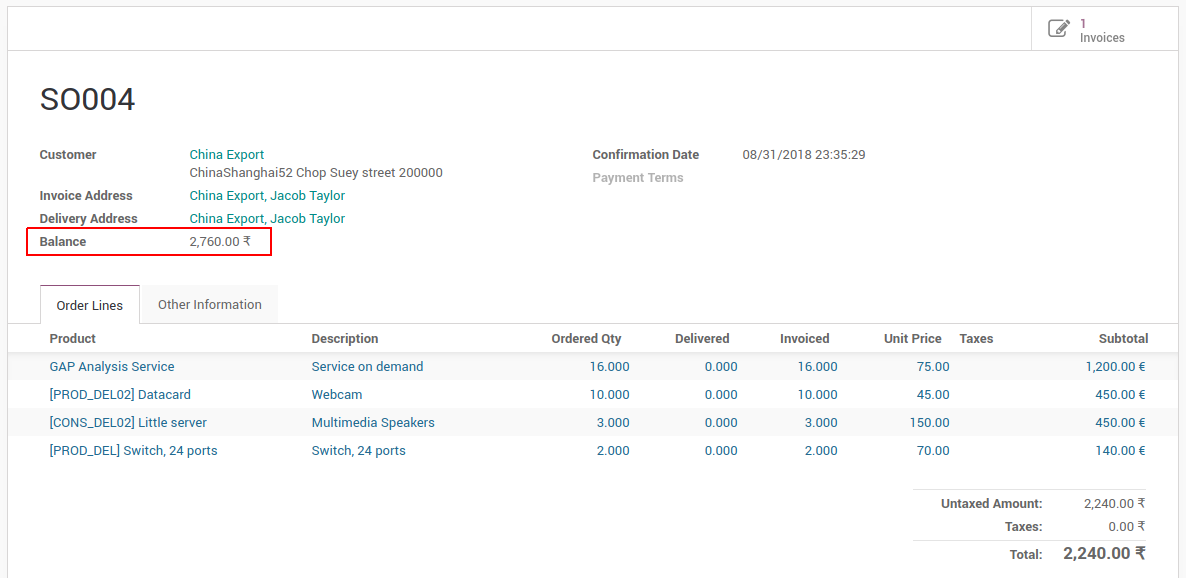 1
Invoices
SO004
Customer China Export Confirmation Date 08/31/2018 23:35:29
ChinaShanghai52 Chop Suey street 200000 Payment Terms
Invoice Address China Export, Jacob Taylor
Delivery Address China Export, Jacob Taylor
Balance 2,760.00 ₹
Order Lines Other Information
Product Description Ordered Qty Delivered Invoiced Unit Price Taxes Subtotal
GAP Analysis Service Service on demand 16.000 0.000 16.000 75.00 1,200.00 €
[PROD_DEL02] Datacard Webcam 10.000 0.000 10.000 45.00 450.00 €
[CONS_DEL02] Little server Multimedia Speakers 3.000 0.000 3.000 150.00 450.00 €
[PROD_DEL] Switch, 24 ports Switch, 24 ports 2.000 0.000 2.000 70.00 140.00 €
Untaxed Amount: 2,240.00 ₹
Taxes: 0.00 ₹
Total: 2,240.00 ₹